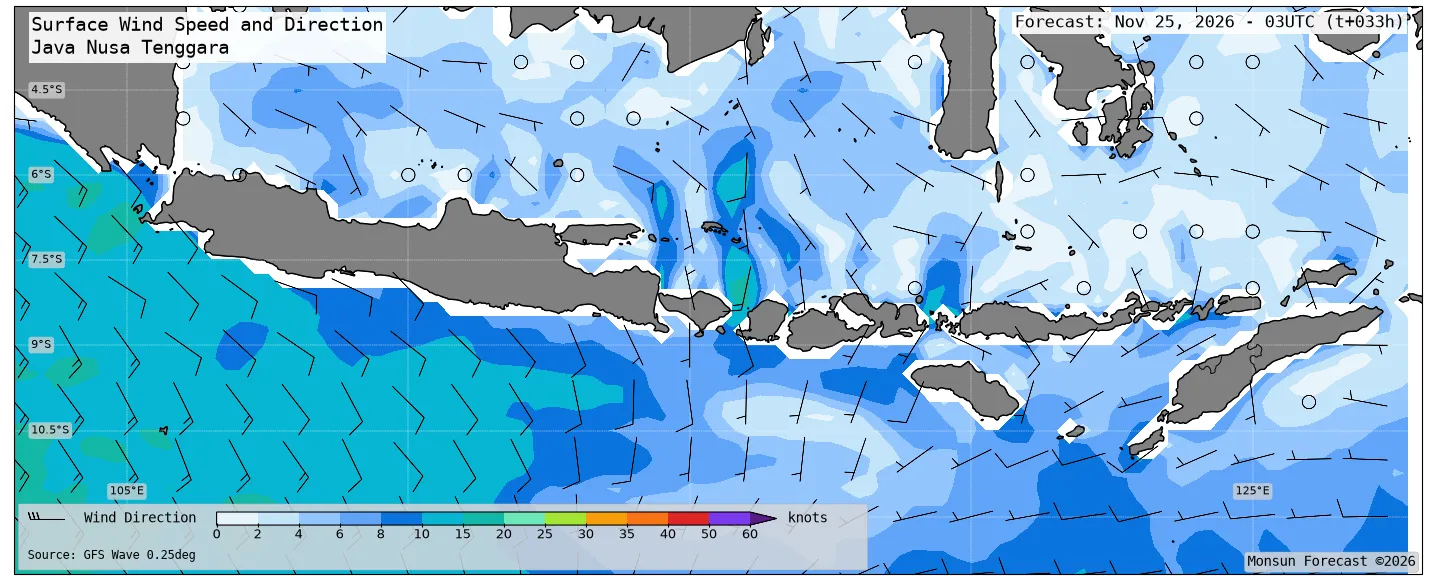 Surface Wind Speed and Direction
Java Nusa Tenggara
Forecast: Nov 25, 2026 - 03UTC (t+033h)
4.5°S
6°S
7.5°S
9°S
10.5°S
105°E
125°E
Wind Direction
0 2 4 6 8 10 15 20 25 30 35 40 50 60
knots
Source: GFS Wave 0.25deg
Monsun Forecast ©2026